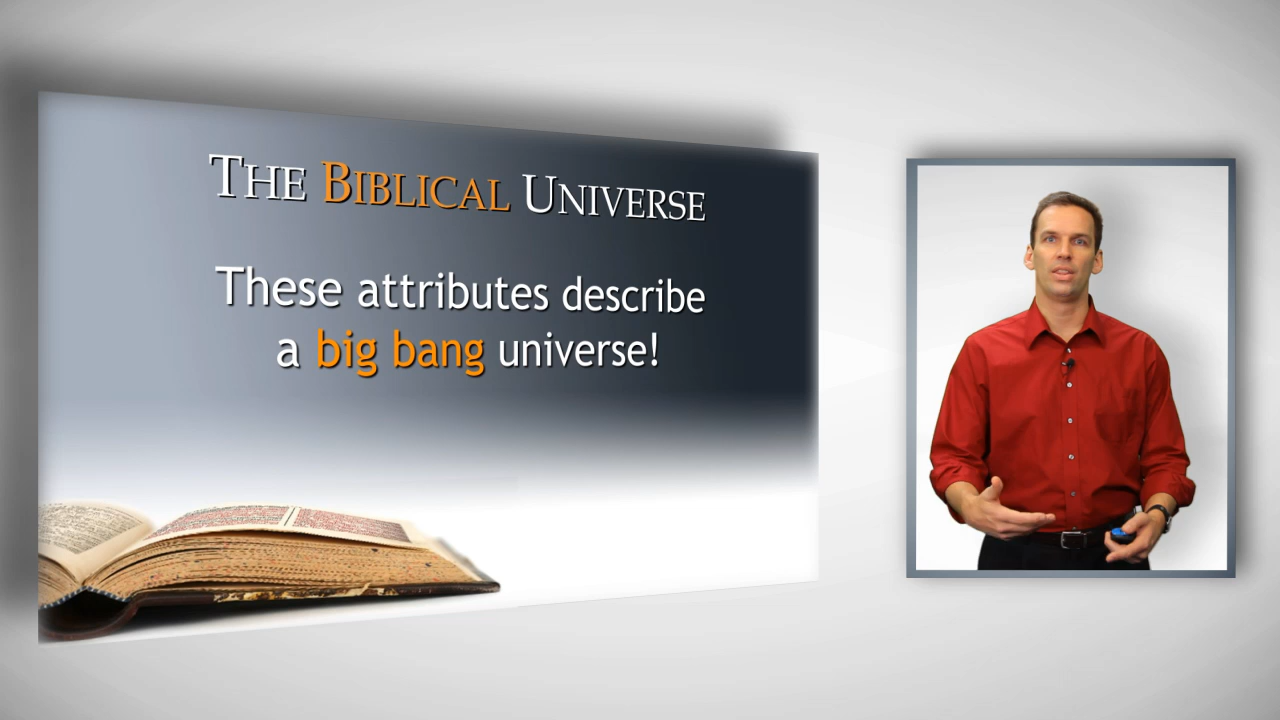 THE BIBLICAL UNIVERSE
These attributes describe
a big bang universe!